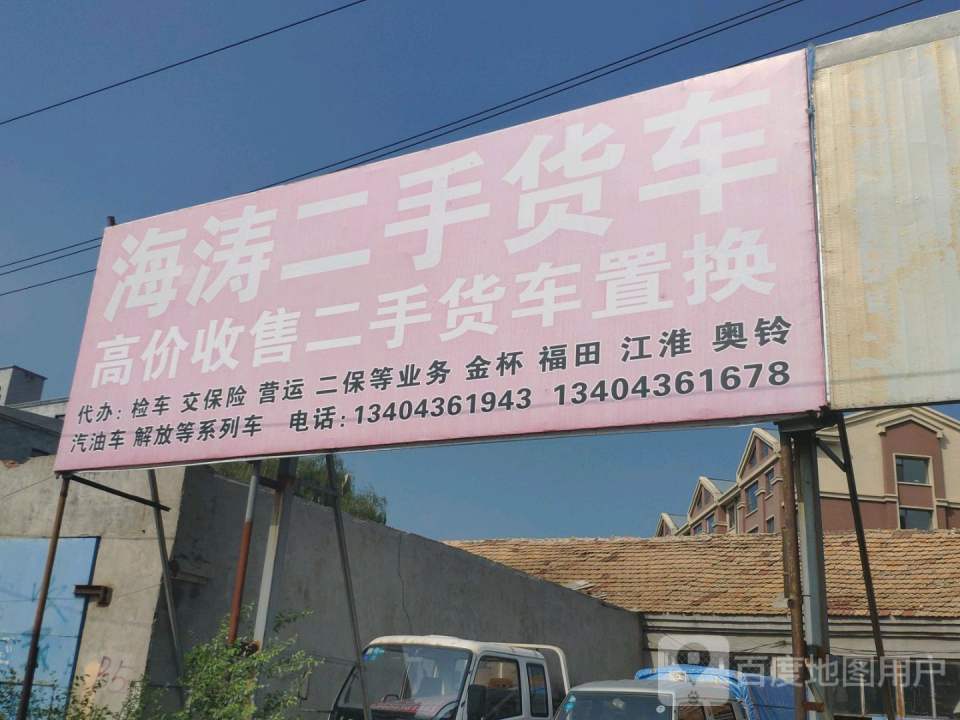 海涛二手货车
高价收售二手货车置换
代办：检车 交保险 营运 二保等业务 金杯 福田 江淮 奥铃
汽油车 解放等系列车 电话：13404361943 13404361678
百度地图用户